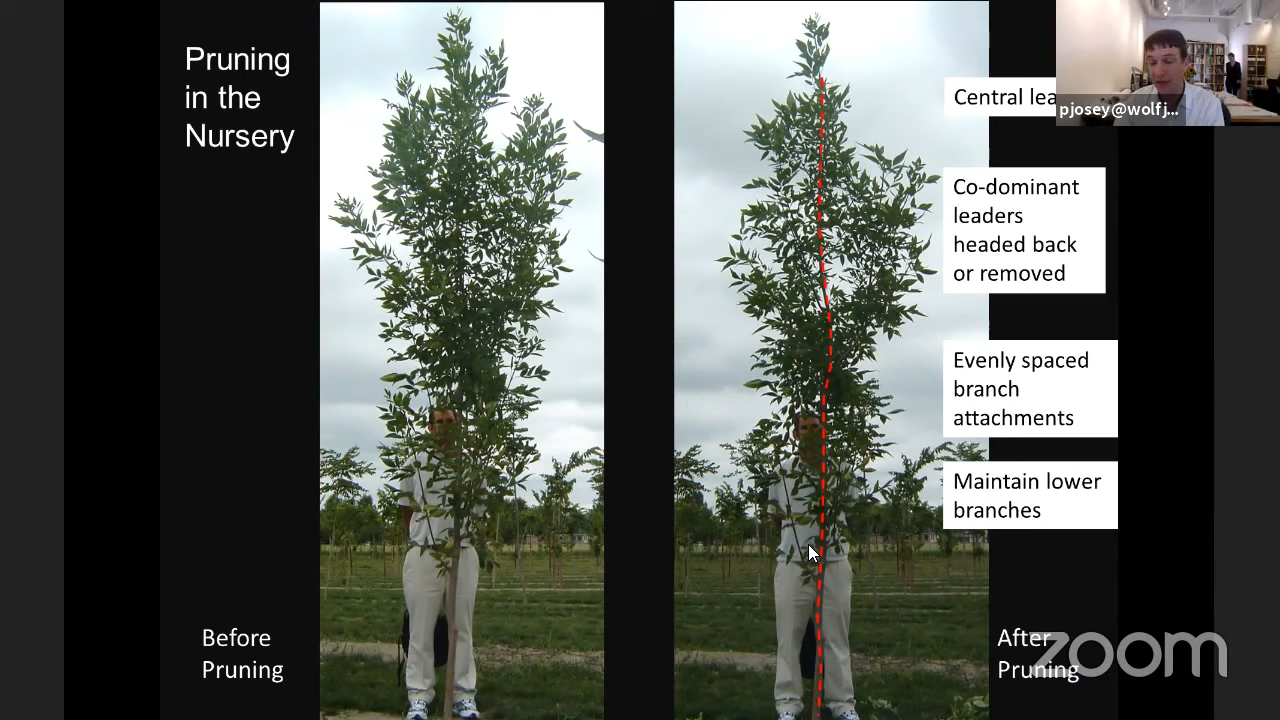 Pruning
in the
Nursery
Central lea
pjosey@wolfj...
Co-dominant
leaders
headed back
or removed
Evenly spaced
branch
attachments
Maintain lower
branches
Before
Pruning
After
Pruning
zoom